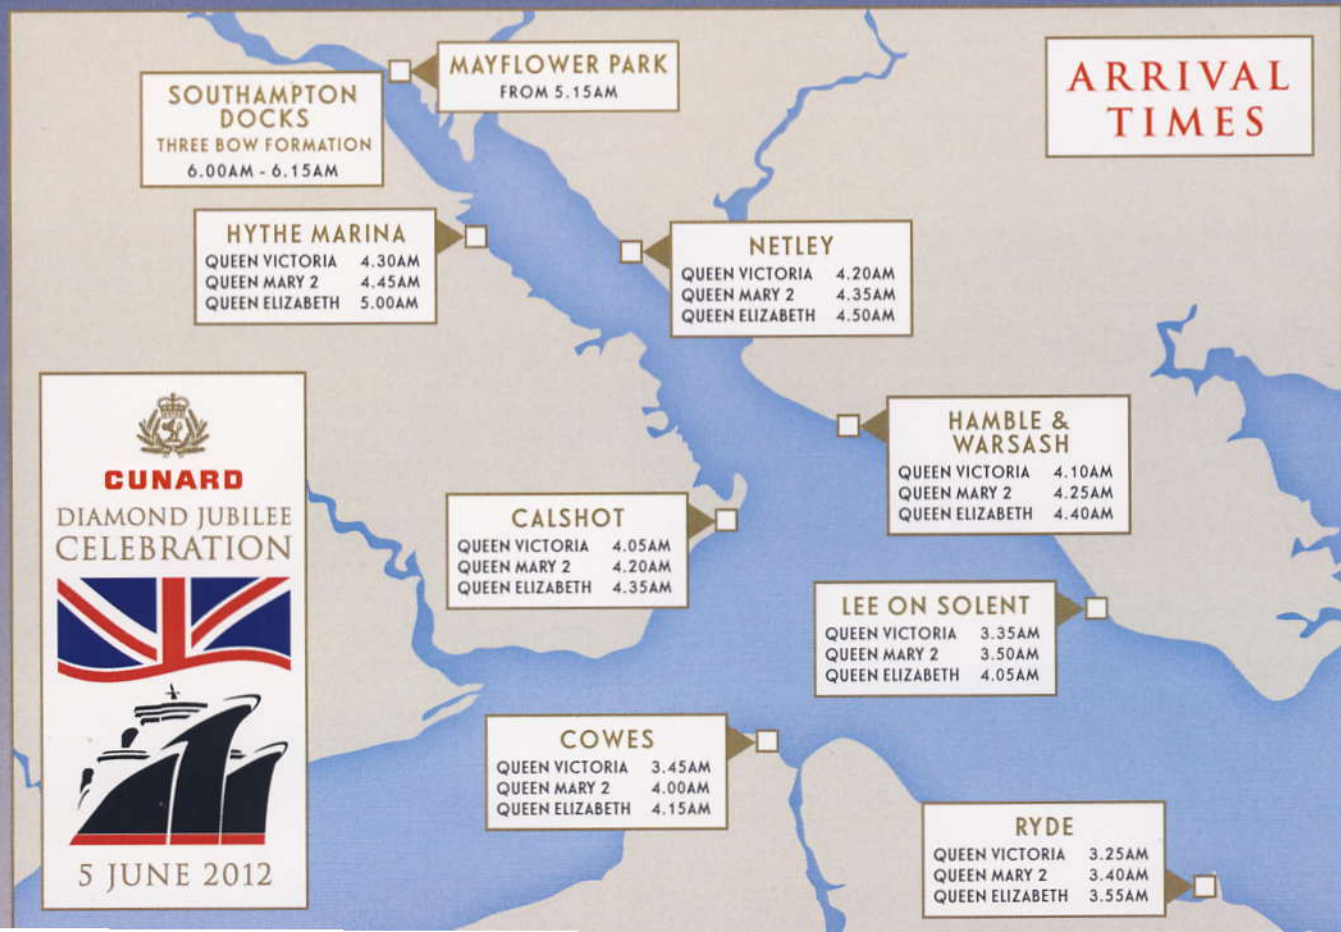 ARRIVAL
TIMES
MAYFLOWER PARK
FROM 5.15AM
SOUTHAMPTON
DOCKS
THREE BOW FORMATION
6.00AM - 6.15AM
HYTHE MARINA
QUEEN VICTORIA 4.30AM
QUEEN MARY 2 4.45AM
QUEEN ELIZABETH 5.00AM
NETLEY
QUEEN VICTORIA 4.20AM
QUEEN MARY 2 4.35AM
QUEEN ELIZABETH 4.50AM
HAMBLE &
WARSASH
QUEEN VICTORIA 4.10AM
QUEEN MARY 2 4.25AM
QUEEN ELIZABETH 4.40AM
CALSHOT
QUEEN VICTORIA 4.05AM
QUEEN MARY 2 4.20AM
QUEEN ELIZABETH 4.35AM
LEE ON SOLENT
QUEEN VICTORIA 3.35AM
QUEEN MARY 2 3.50AM
QUEEN ELIZABETH 4.05AM
COWES
QUEEN VICTORIA 3.45AM
QUEEN MARY 2 4.00AM
QUEEN ELIZABETH 4.15AM
RYDE
QUEEN VICTORIA 3.25AM
QUEEN MARY 2 3.40AM
QUEEN ELIZABETH 3.55AM
CUNARD
DIAMOND JUBILEE
CELEBRATION
5 JUNE 2012